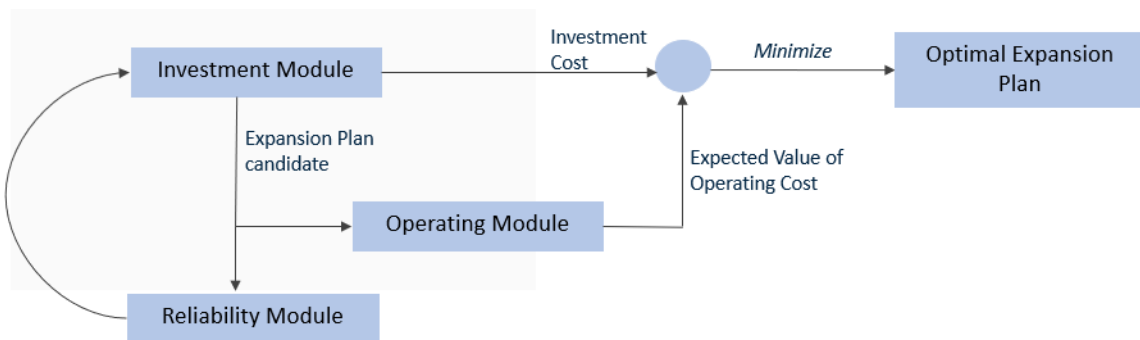 Investment Module
Investment
Cost
Minimize
Optimal Expansion
Plan
Expansion Plan
candidate
Expected Value of
Operating Cost
Operating Module
Reliability Module